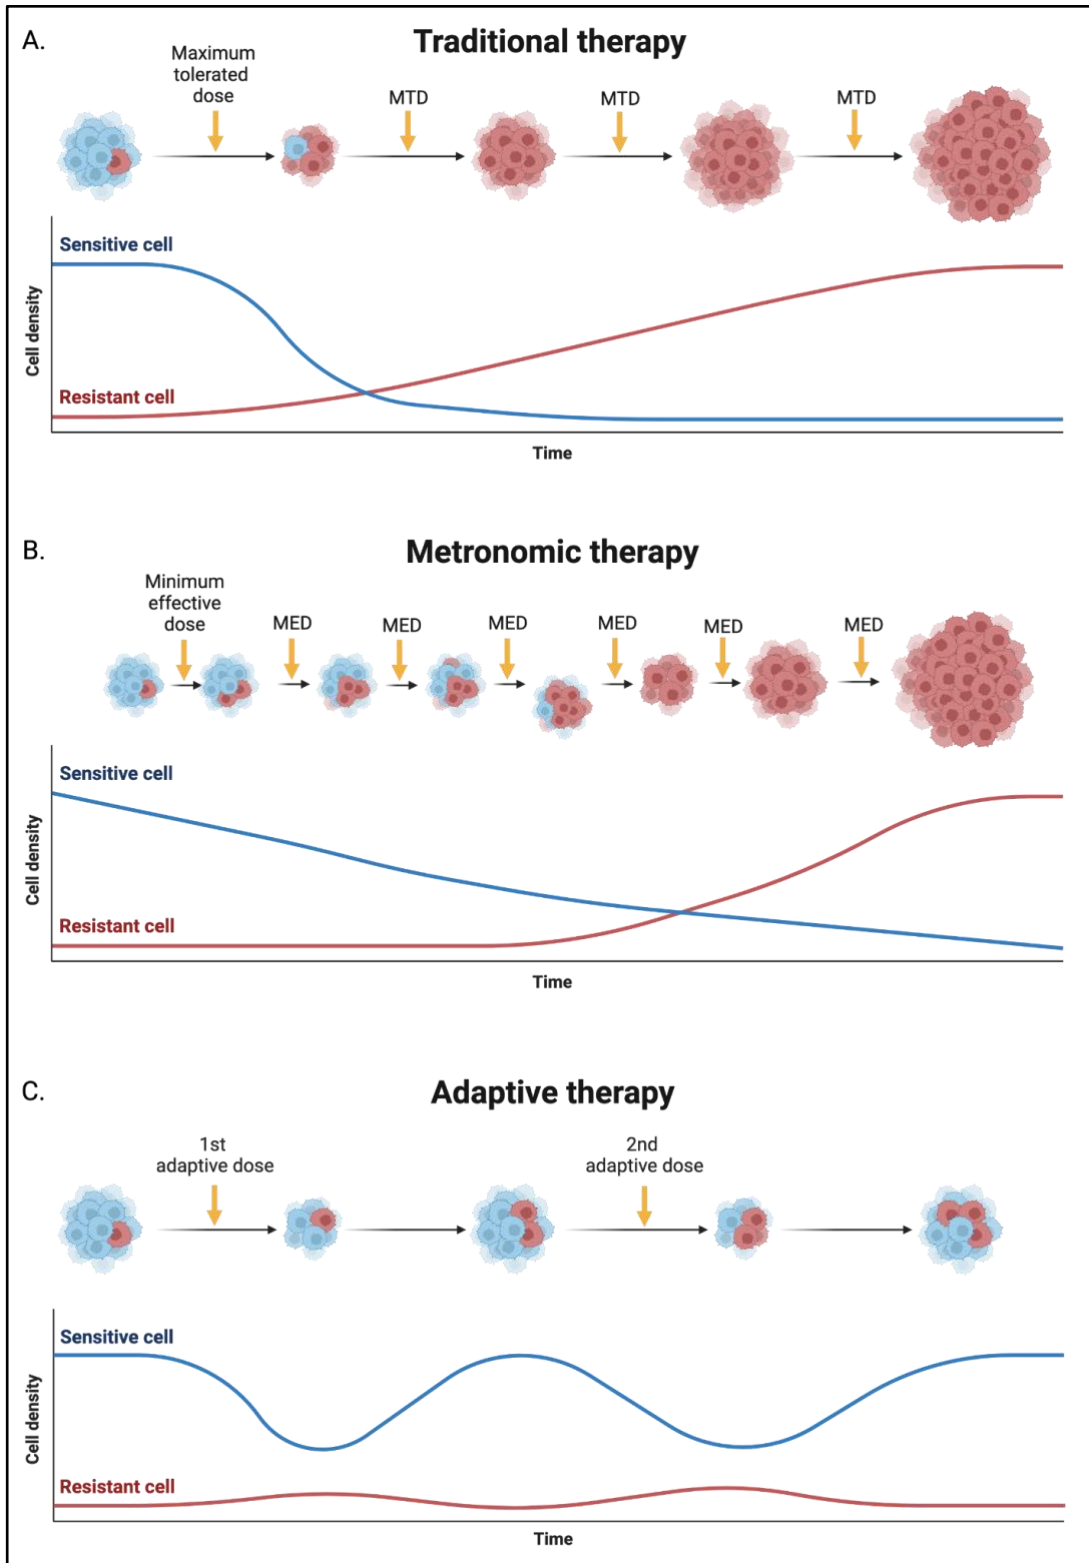 A.
Traditional therapy
Maximum
tolerated
dose
MTD
MTD
MTD
Sensitive cell
Cell density
Resistant cell
Time
B.
Metronomic therapy
Minimum
effective
dose
MED
MED
MED
MED
MED
MED
Sensitive cell
Cell density
Resistant cell
Time
C.
Adaptive therapy
1st
adaptive dose
2nd
adaptive dose
Sensitive cell
Cell density
Resistant cell
Time